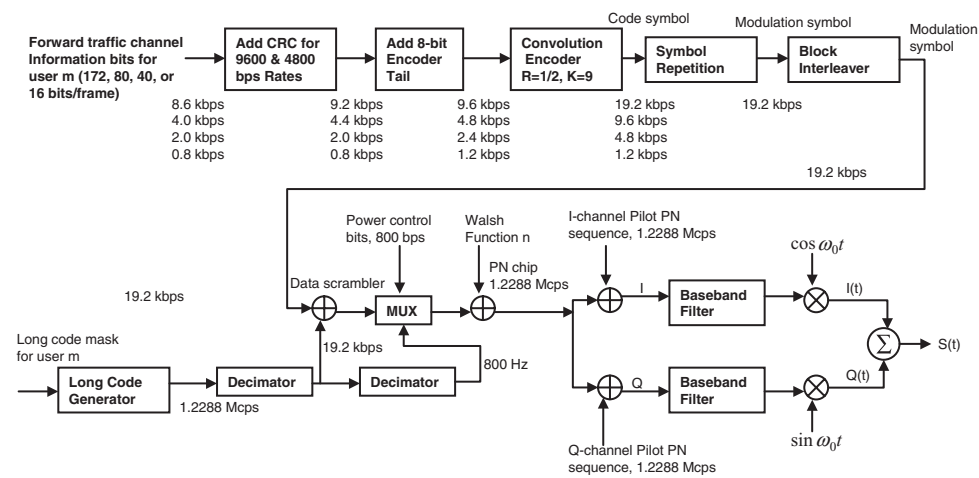 Code symbol
Modulation symbol
Modulation
symbol
Forward traffic channel
Information bits for
user m (172, 80, 40, or
16 bits/frame)
Add CRC for
9600 & 4800
bps Rates
Add 8-bit
Encoder
Tail
Convolution
Encoder
R=1/2, K=9
Symbol
Repetition
Block
Interleaver
8.6 kbps
4.0 kbps
2.0 kbps
0.8 kbps
9.2 kbps
4.4 kbps
2.0 kbps
0.8 kbps
9.6 kbps
4.8 kbps
2.4 kbps
1.2 kbps
19.2 kbps
9.6 kbps
4.8 kbps
1.2 kbps
19.2 kbps
19.2 kbps
Power control
bits, 800 bps
Walsh
Function n
I-channel Pilot PN
sequence, 1.2288 Mcps
cos ω0t
PN chip
1.2288 Mcps
Data scrambler
19.2 kbps
MUX
I
Baseband
Filter
I(t)
Long code mask
for user m
19.2 kbps
800 Hz
Σ
S(t)
Long Code
Generator
1.2288 Mcps
Decimator
Decimator
Q
Baseband
Filter
Q(t)
sin ω0t
Q-channel Pilot PN
sequence, 1.2288 Mcps